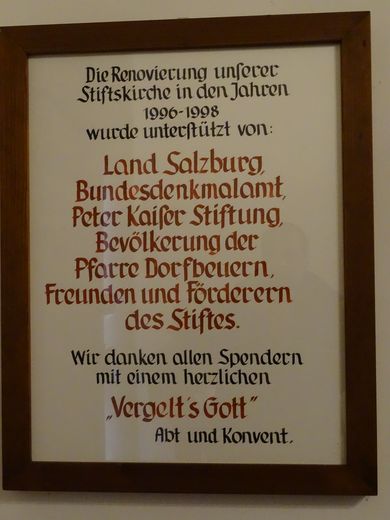 Die Renovierung unserer
Stiftskirche in den Jahren
1996-1998
wurde unterstützt von:
Land Salzburg,
Bundesdenkmalamt,
Peter Kaiser Stiftung,
Bevölkerung der
Pfarre Dorfbeuern,
Freunden und Förderern
des Stiftes.
Wir danken allen Spendern
mit einem herzlichen
„Vergelt's Gott"
Abt und Konvent.